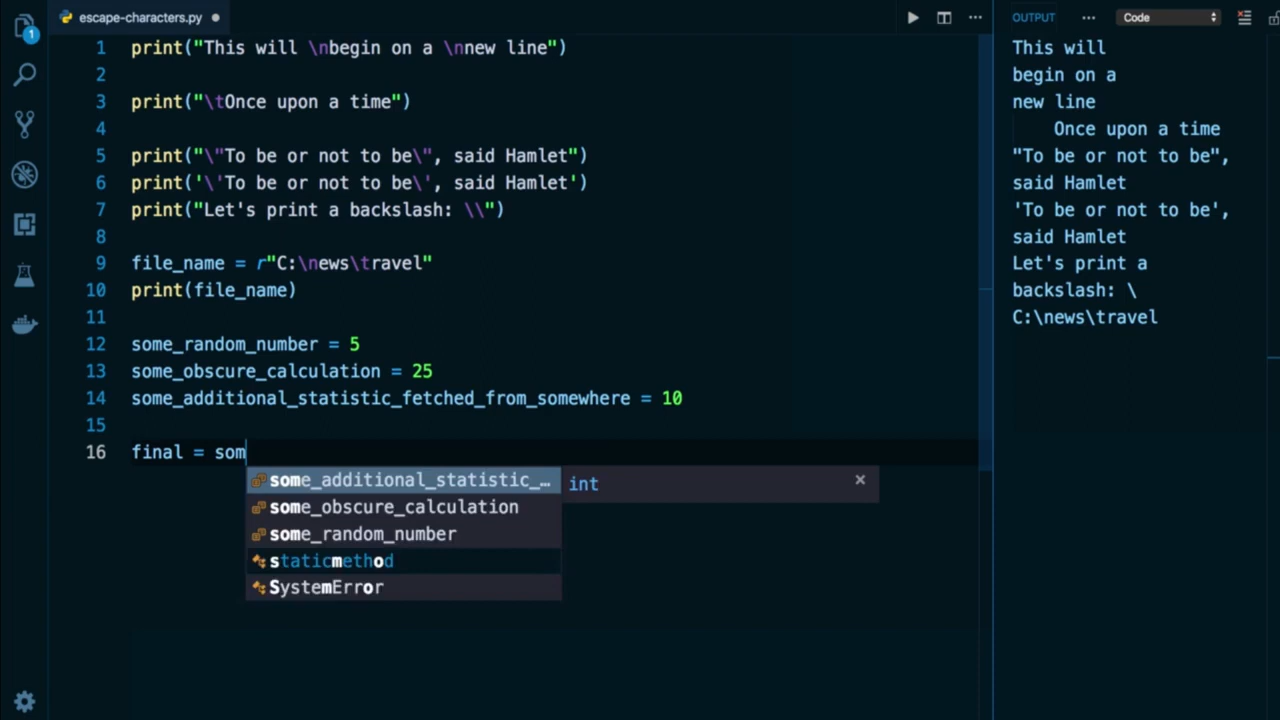 escape-characters.py
1 print("This will \nbegin on a \nnew line")
2
3 print("\tOnce upon a time")
4
5 print("\"To be or not to be\", said Hamlet")
6 print('\'To be or not to be\', said Hamlet')
7 print("Let's print a backslash: \\")
8
9 file_name = r"C:\news\travel"
10 print(file_name)
11
12 some_random_number = 5
13 some_obscure_calculation = 25
14 some_additional_statistic_fetched_from_somewhere = 10
15
16 final = som
some_additional_statistic_… int
some_obscure_calculation
some_random_number
staticmethod
SystemError
1
OUTPUT
Code
This will
begin on a
new line
Once upon a time
"To be or not to be",
said Hamlet
'To be or not to be',
said Hamlet
Let's print a
backslash: \
C:\news\travel